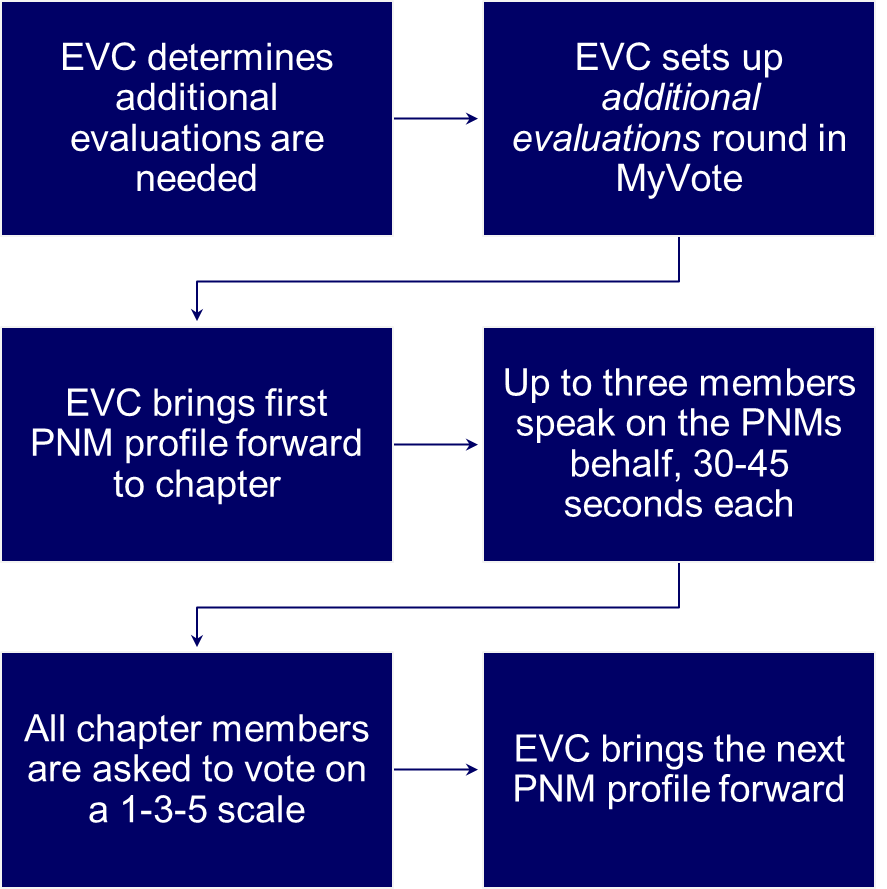 EVC determines
additional
evaluations are
needed
EVC sets up
additional
evaluations round in
MyVote
EVC brings first
PNM profile forward
to chapter
Up to three members
speak on the PNMs
behalf, 30-45
seconds each
All chapter members
are asked to vote on
a 1-3-5 scale
EVC brings the next
PNM profile forward